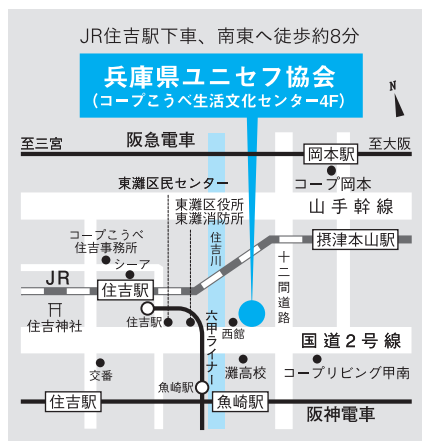 JR住吉駅下車、南東へ徒歩約8分
兵庫県ユニセフ協会
(コープこうべ生活文化センター4F)
N
至三宮
阪急電車
至大阪
岡本駅
コープ岡本
東灘区民センター
東灘区役所
東灘消防所
山手幹線
コープこうべ
住吉事務所
シーア
住吉川
十二間道路
摂津本山駅
JR
住吉駅
住吉神社
住吉駅
六甲ライナー
西館
国道2号線
交番
灘高校
コープリビング甲南
魚崎駅
住吉駅
魚崎駅
阪神電車